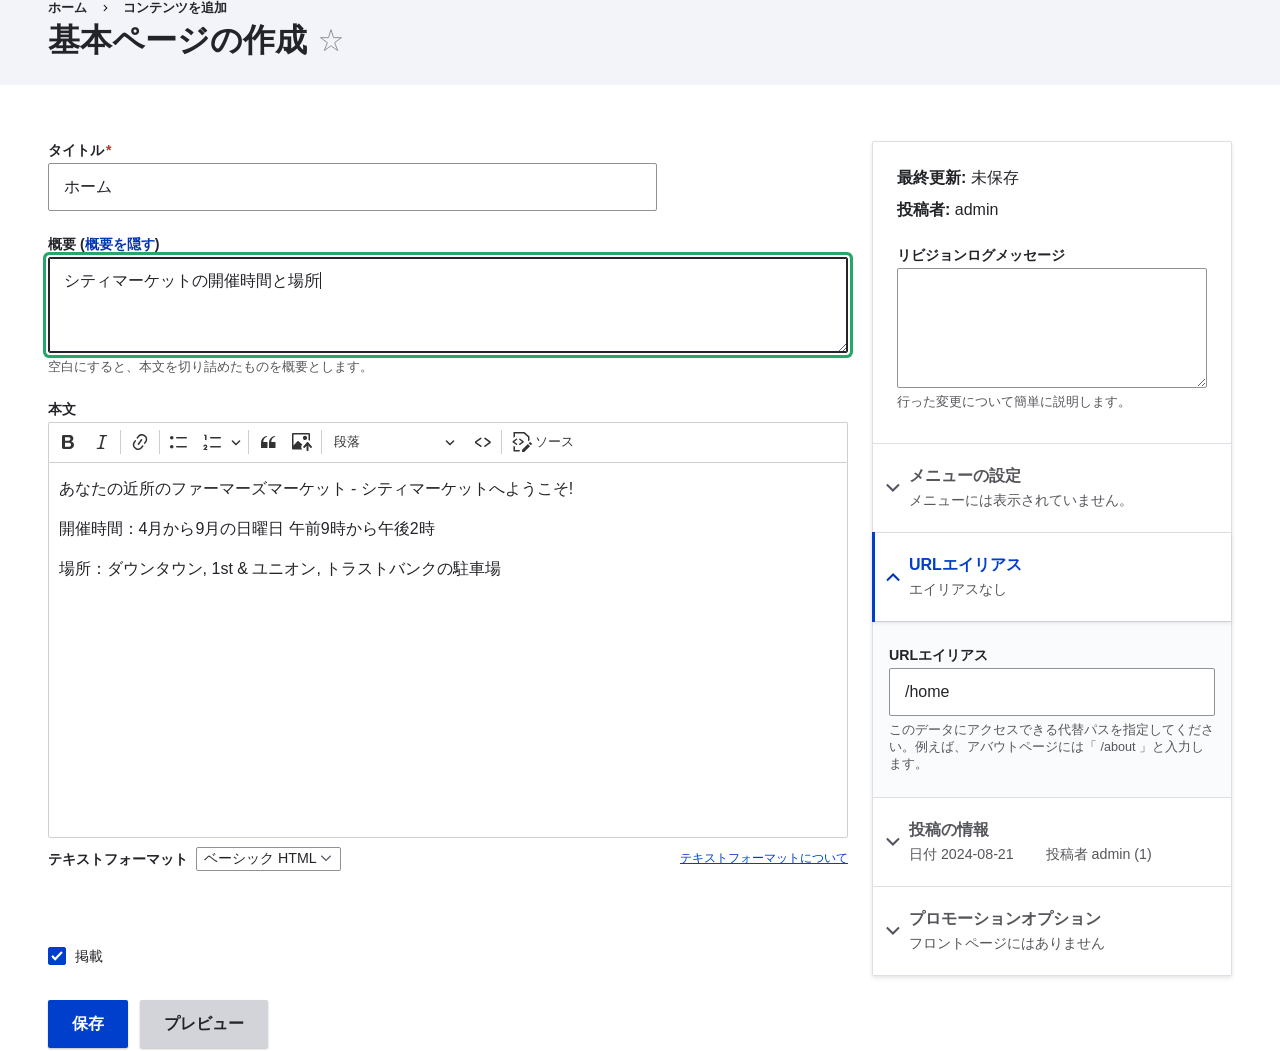 ホーム › コンテンツを追加
基本ページの作成
タイトル*
ホーム
概要 (概要を隠す)
シティマーケットの開催時間と場所
空白にすると、本文を切り詰めたものを概要とします。
本文
段落
ソース
あなたの近所のファーマーズマーケット - シティマーケットへようこそ!
開催時間：4月から9月の日曜日 午前9時から午後2時
場所：ダウンタウン, 1st & ユニオン, トラストバンクの駐車場
テキストフォーマット ベーシック HTML テキストフォーマットについて
掲載
保存 プレビュー
最終更新: 未保存
投稿者: admin
リビジョンログメッセージ
行った変更について簡単に説明します。
メニューの設定
メニューには表示されていません。
URLエイリアス
エイリアスなし
URLエイリアス
/home
このデータにアクセスできる代替パスを指定してくださ
い。例えば、アバウトページには「 /about 」と入力し
ます。
投稿の情報
日付 2024-08-21 投稿者 admin (1)
プロモーションオプション
フロントページにはありません